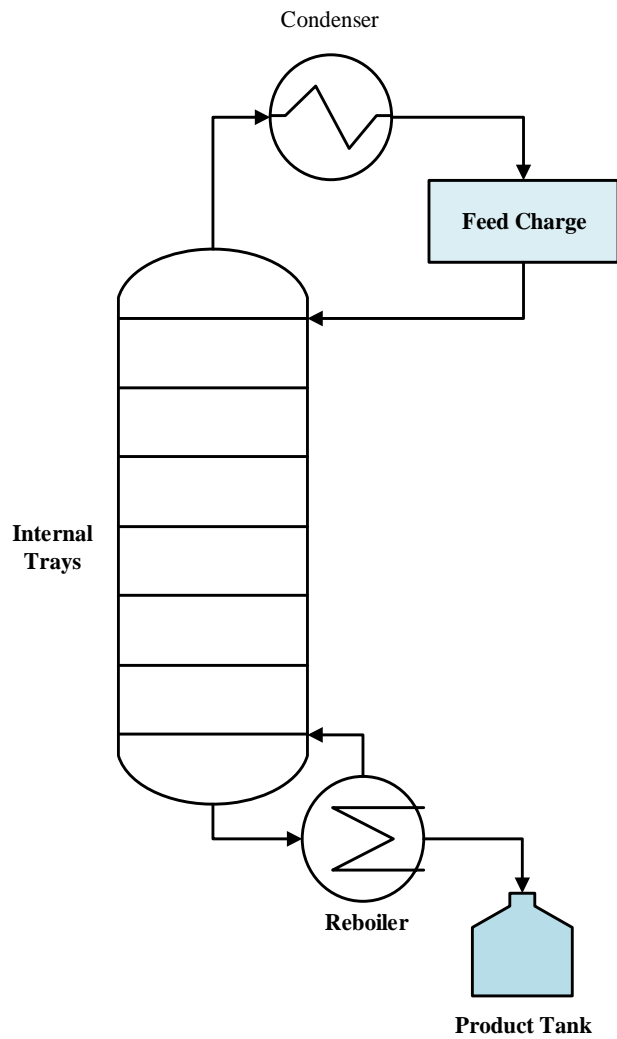 Condenser
Feed Charge
Internal
Trays
Reboiler
Product Tank